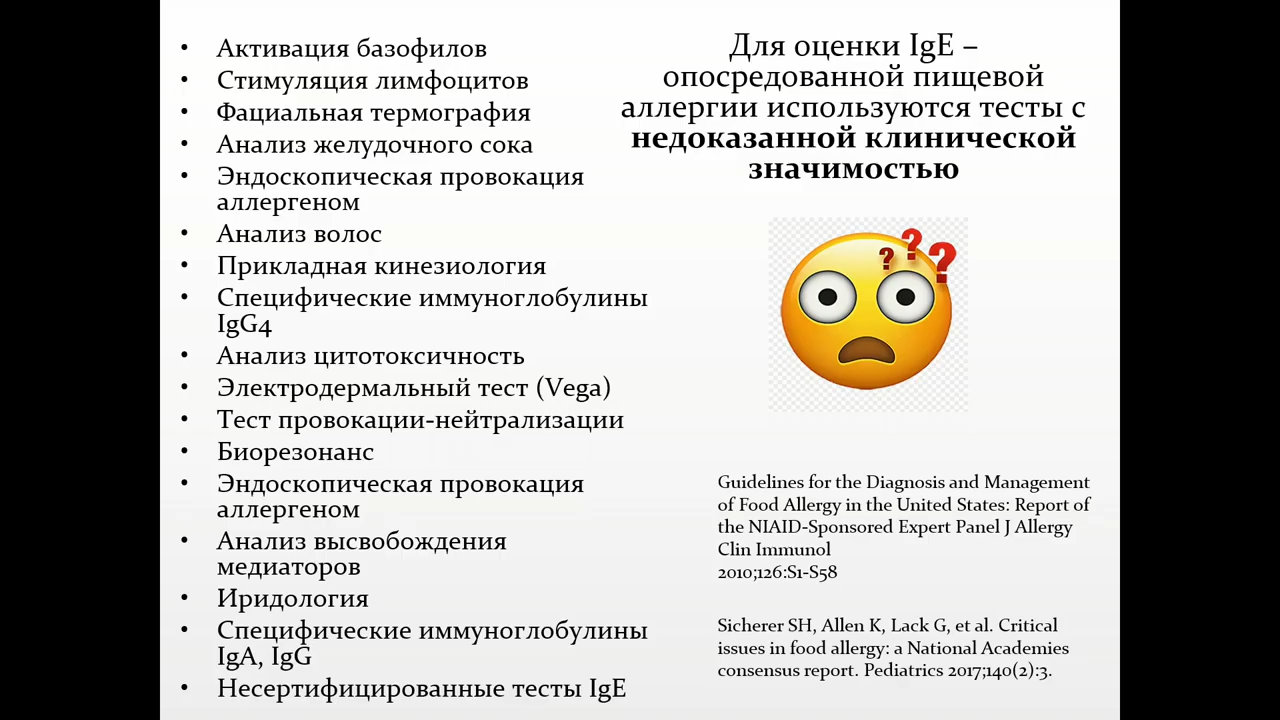 • Активация базофилов
• Стимуляция лимфоцитов
• Фациальная термография
• Анализ желудочного сока
• Эндоскопическая провокация
аллергеном
• Анализ волос
• Прикладная кинезиология
• Специфические иммуноглобулины
IgG4
• Анализ цитотоксичность
• Электродермальный тест (Vega)
• Тест провокации-нейтрализации
• Биорезонанс
• Эндоскопическая провокация
аллергеном
• Анализ высвобождения
медиаторов
• Иридология
• Специфические иммуноглобулины
IgA, IgG
• Несертифицированные тесты IgE
Для оценки IgE –
опосредованной пищевой
аллергии используются тесты с
недоказанной клинической
значимостью
? ? ?
Guidelines for the Diagnosis and Management
of Food Allergy in the United States: Report of
the NIAID-Sponsored Expert Panel J Allergy
Clin Immunol
2010;126:S1-S58
Sicherer SH, Allen K, Lack G, et al. Critical
issues in food allergy: a National Academies
consensus report. Pediatrics 2017;140(2):3.